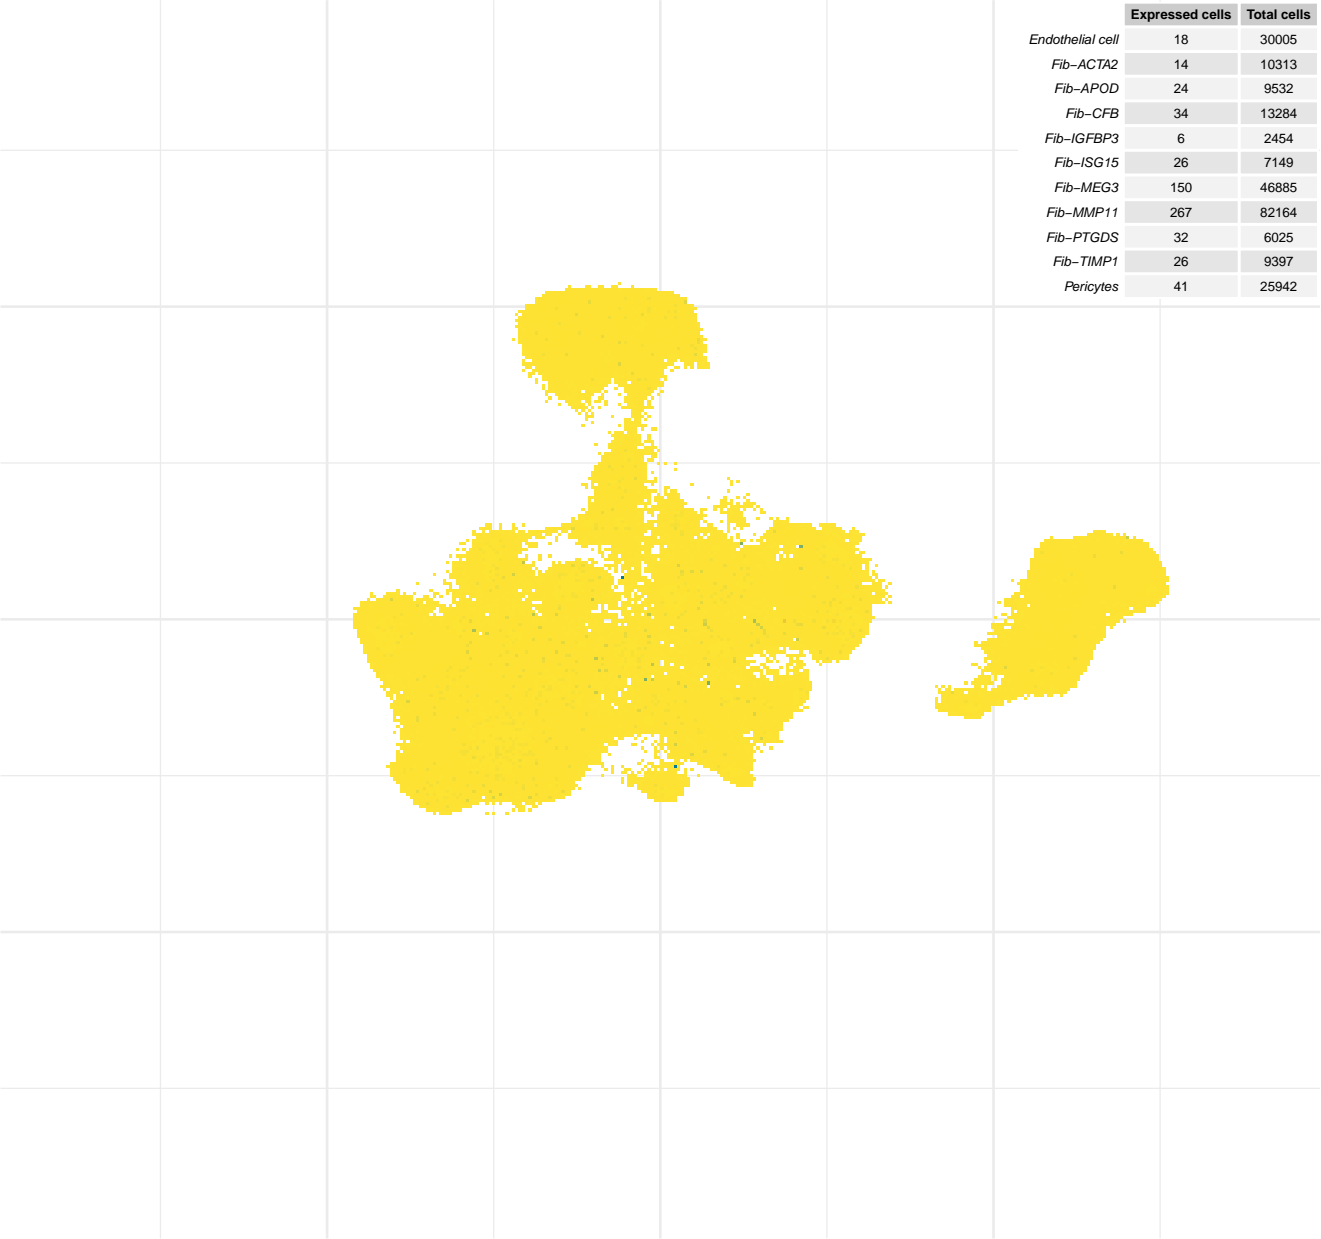 Expressed cells Total cells
Endothelial cell 18 30005
Fib−ACTA2 14 10313
Fib−APOD 24 9532
Fib−CFB 34 13284
Fib−IGFBP3 6 2454
Fib−ISG15 26 7149
Fib−MEG3 150 46885
Fib−MMP11 267 82164
Fib−PTGDS 32 6025
Fib−TIMP1 26 9397
Pericytes 41 25942